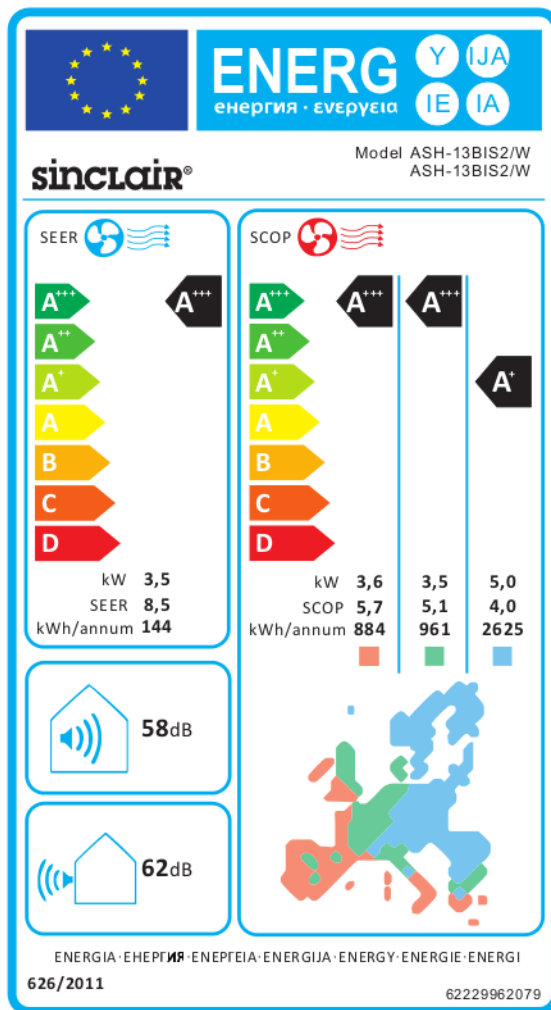 ENERG
енергия · ενεργεια
Y IJA
IE IA
sinclair®
Model ASH-13BIS2/W
ASH-13BIS2/W
SEER
A+++
A+++
A++
A+
A
B
C
D
kW 3,5
SEER 8,5
kWh/annum 144
SCOP
A+++
A+++ A+++
A++
A+
A+
A
B
C
D
kW 3,6 3,5 5,0
SCOP 5,7 5,1 4,0
kWh/annum 884 961 2625
58dB
62dB
ENERGIA·ЕНЕРГИЯ·ΕΝΕΡΓΕΙΑ·ENERGIJA·ENERGY·ENERGIE·ENERGI
626/2011
62229962079